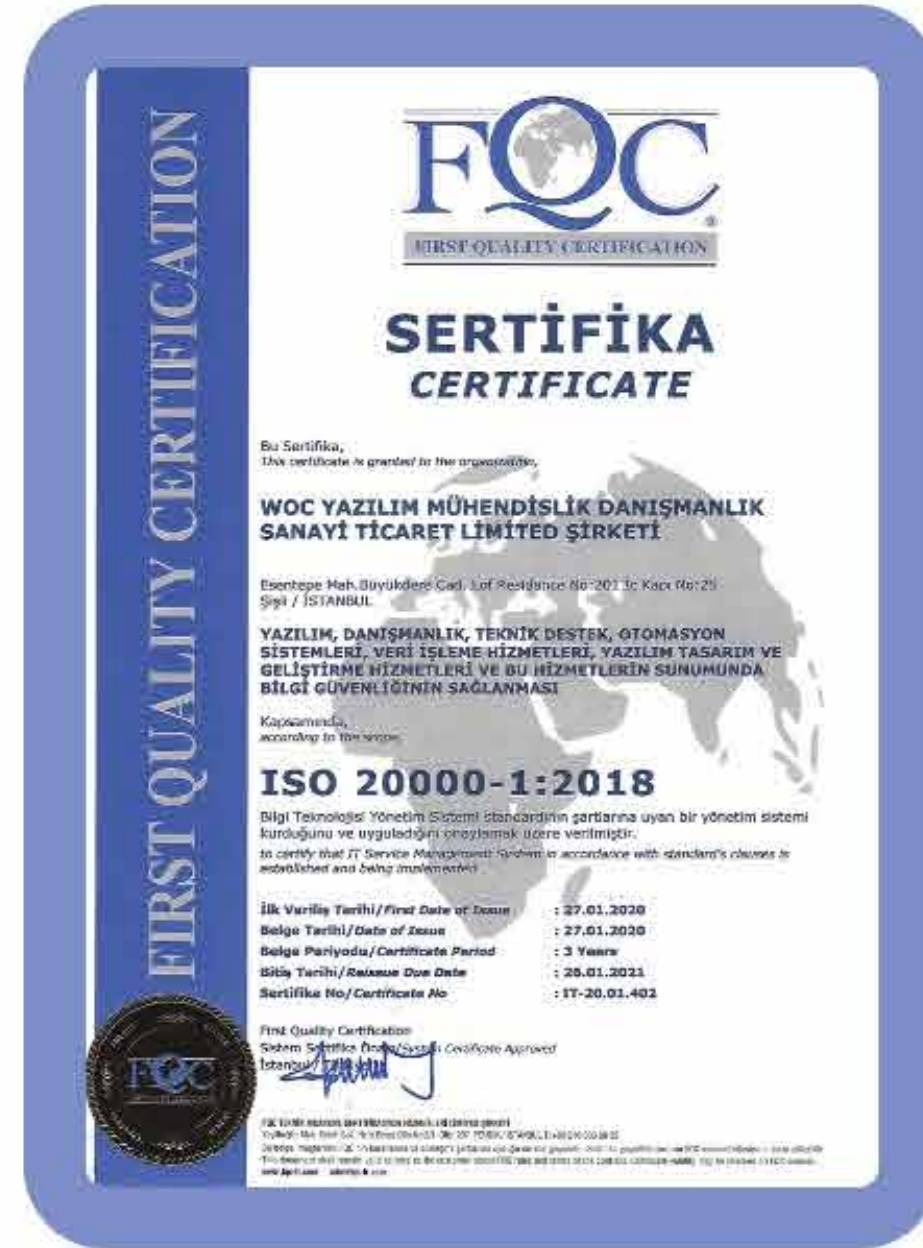 FIRST QUALITY CERTIFICATION
FQC
®
FIRST QUALITY CERTIFICATION
SERTİFİKA
CERTIFICATE
Bu Sertifika,
This certificate is granted to the organization,
WOC YAZILIM MÜHENDİSLİK DANIŞMANLIK
SANAYİ TİCARET LİMİTED ŞİRKETİ
Esentepe Mah. Büyükdere Cad. Residence Kapı No:25
Şişli / İSTANBUL
YAZILIM, DANIŞMANLIK, TEKNİK DESTEK, OTOMASYON
SİSTEMLERİ, VERİ İŞLEME HİZMETLERİ, YAZILIM TASARIM VE
GELİŞTİRME HİZMETLERİ VE BU HİZMETLERİN SUNUMUNDA
BİLGİ GÜVENLİĞİNİN SAĞLANMASI
Kapsamında,
according to the scope,
ISO 20000-1:2018
Bilgi Teknolojisi Yönetim Sistemi standardının şartlarına uyan bir yönetim sistemi
kurduğunu ve uyguladığını onaylamak üzere verilmiştir.
to certify that IT Service Management System in accordance with standard's clauses is
established and being implemented
İlk Veriliş Tarihi/First Date of Issue : 27.01.2020
Belge Tarihi/Date of Issue : 27.01.2020
Belge Periyodu/Certificate Period : 3 Years
Bitiş Tarihi/Reissue Due Date : 26.01.2021
Sertifika No/Certificate No : IT-20.01.402
First Quality Certification
Sistem Sertifika Onayı/System Certificate Approved
İstanbul
FQC